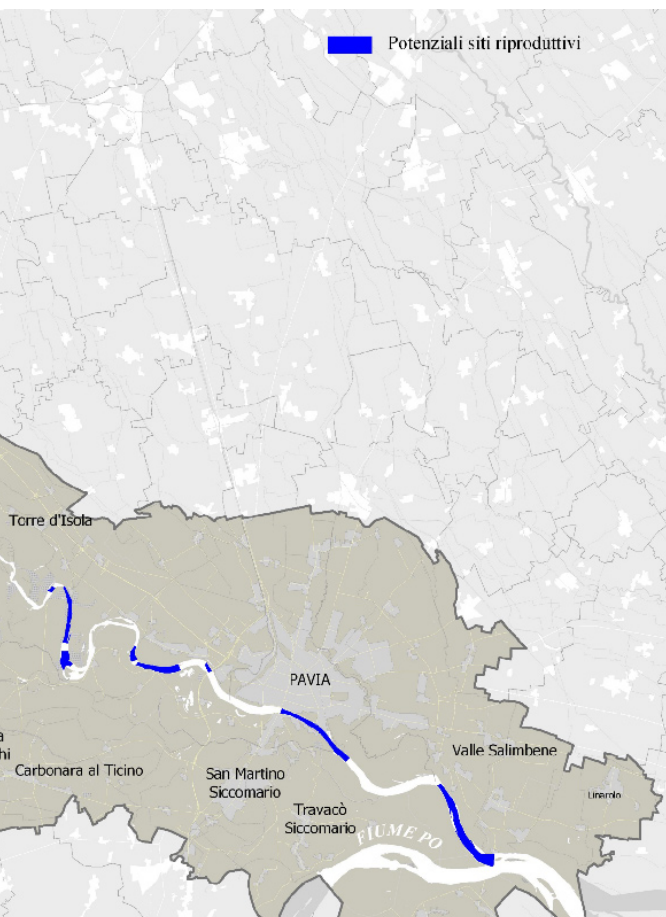 Potenziali siti riproduttivi
Torre d'Isola
PAVIA
a
hi
Carbonara al Ticino
San Martino
Siccomario
Valle Salimbene
Linarolo
Travacò
Siccomario
FIUME PO